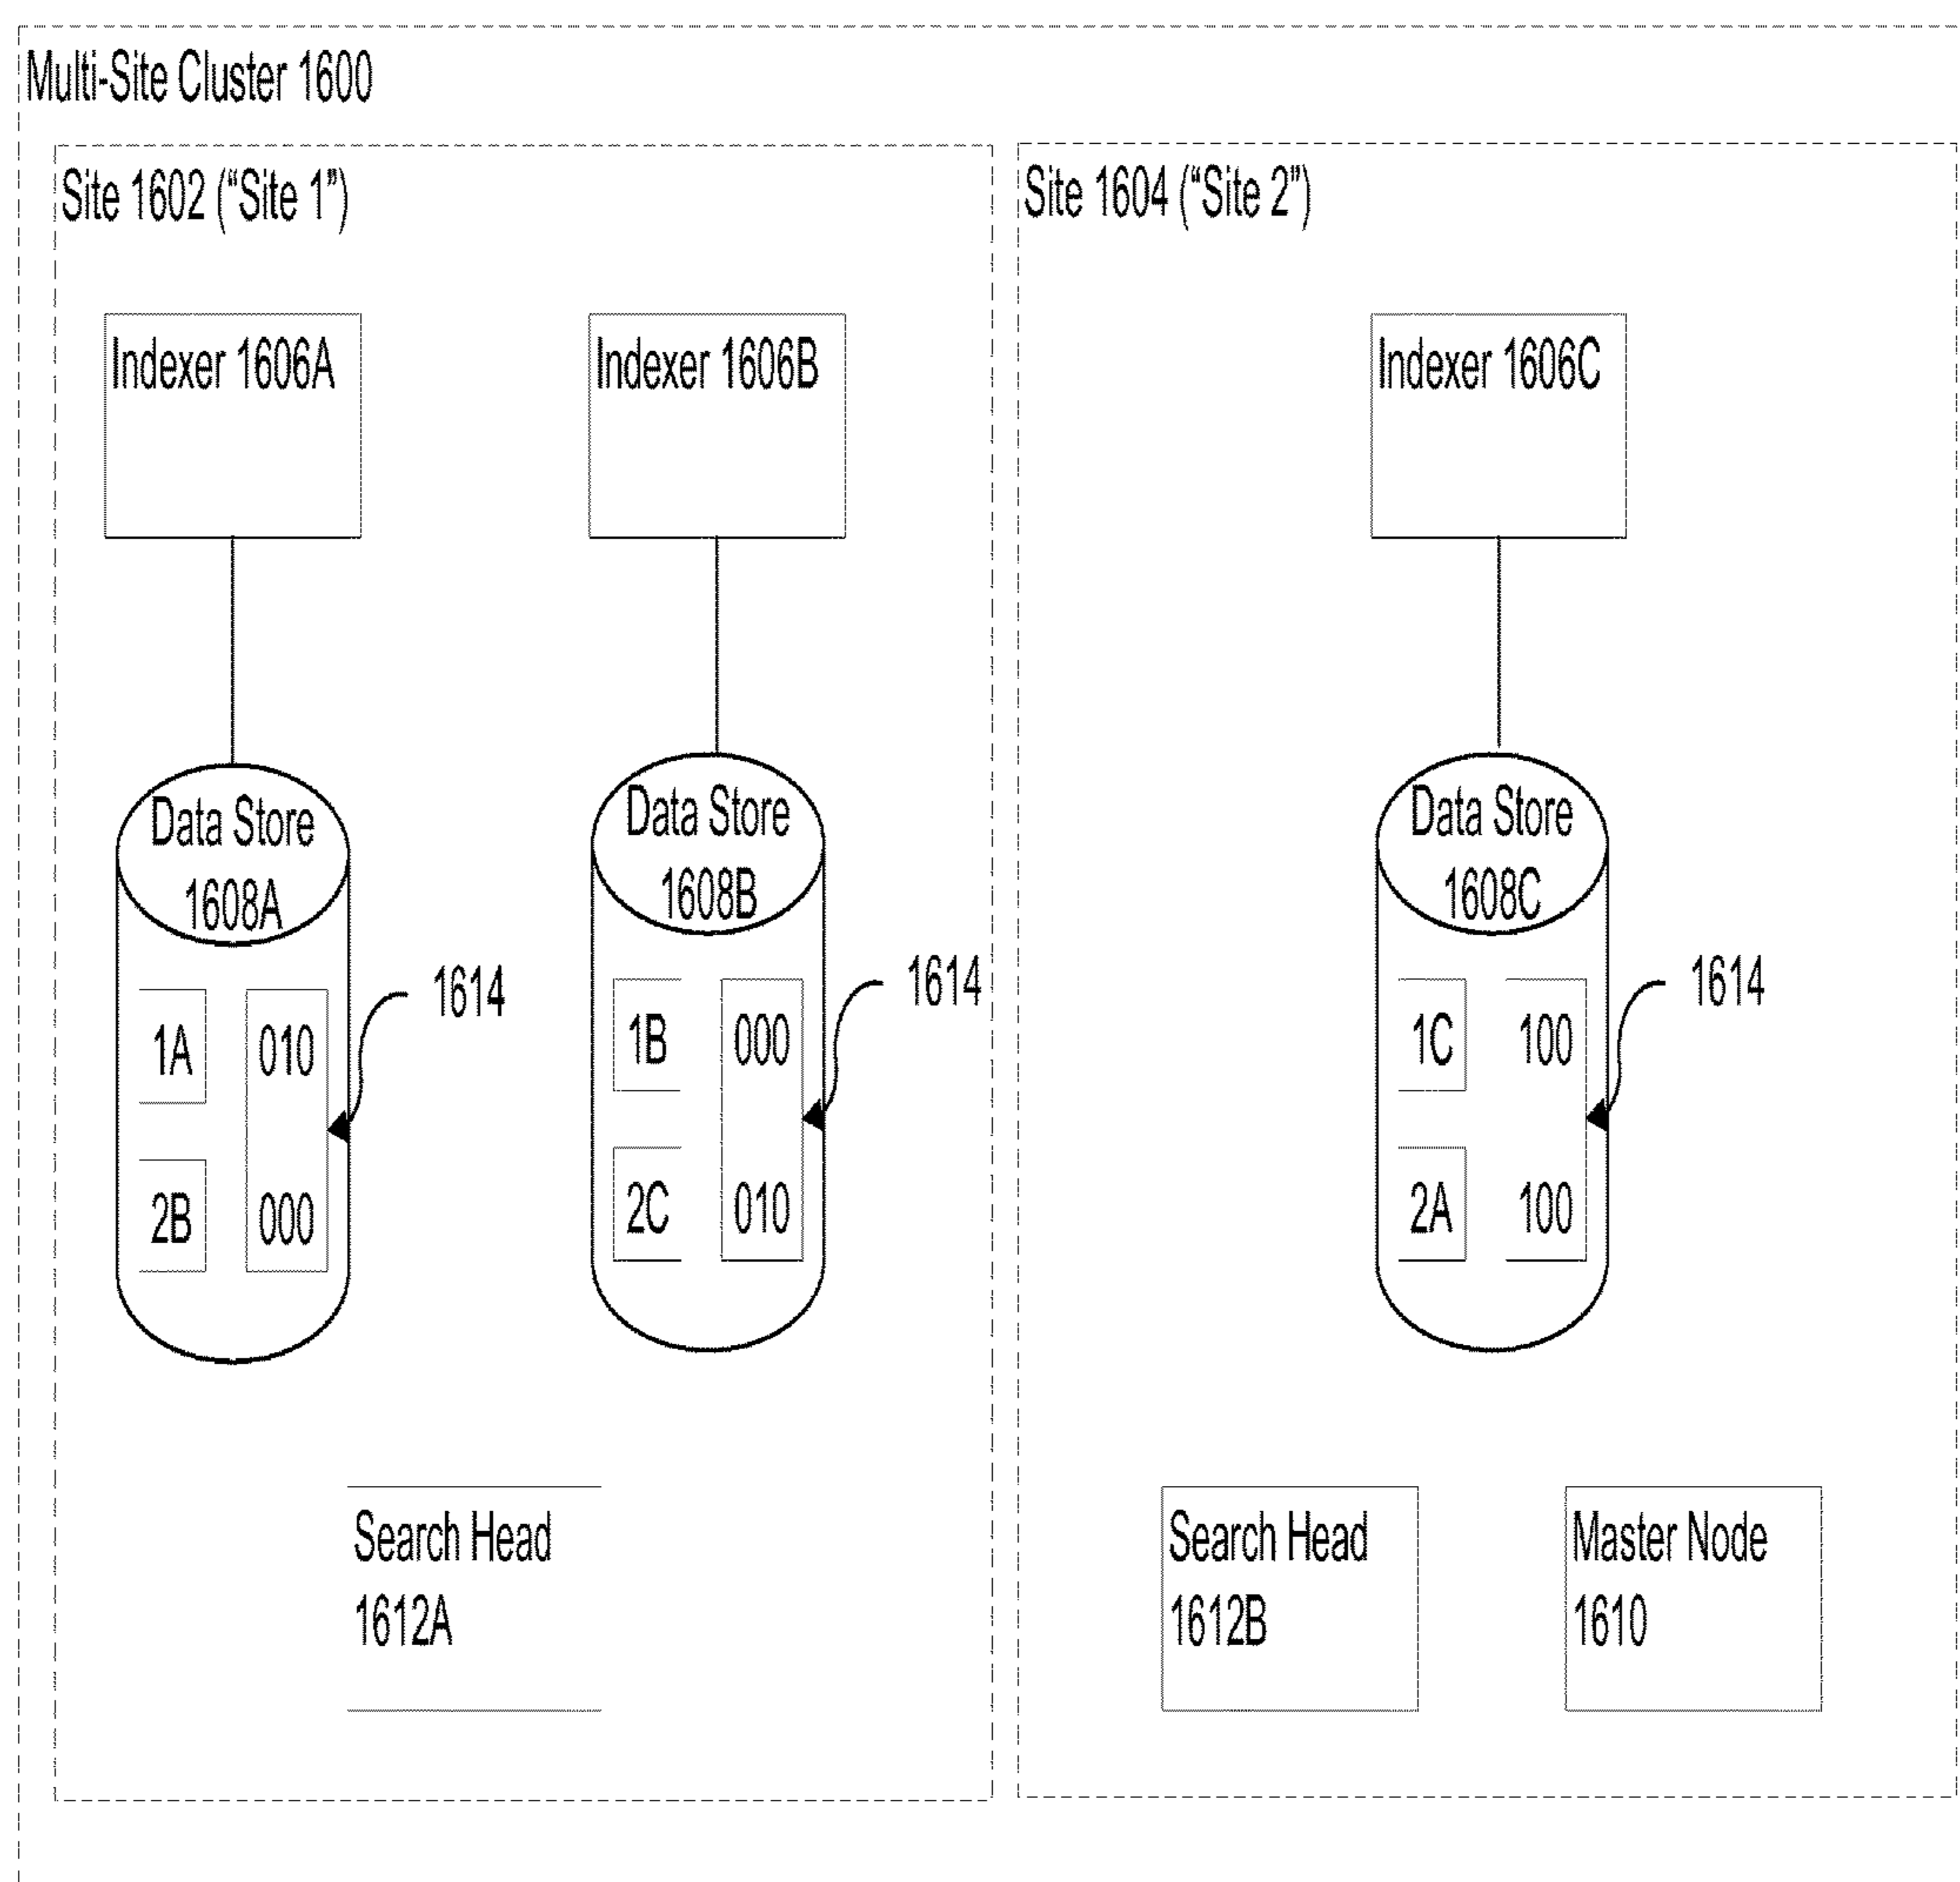 Multi-Site Cluster 1600
Site 1602 ("Site 1")
Indexer 1606A
Indexer 1606B
Data Store
1608A
1A
010
2B
000
1614
Data Store
1608B
1B
000
2C
010
1614
Search Head
1612A
Site 1604 ("Site 2")
Indexer 1606C
Data Store
1608C
1C
100
2A
100
1614
Search Head
1612B
Master Node
1610